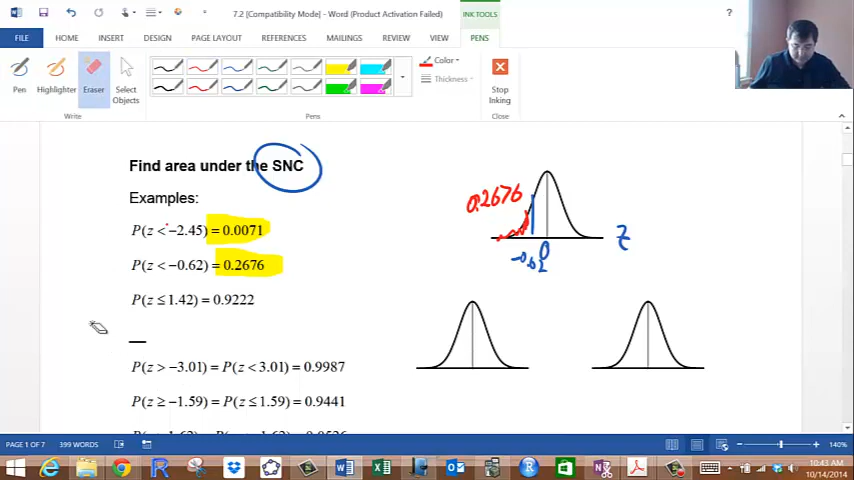 7.2 [Compatibility Mode] - Word (Product Activation Failed)
INK TOOLS
?
FILE HOME INSERT DESIGN PAGE LAYOUT REFERENCES MAILINGS REVIEW VIEW PENS
Pen
Highlighter
Eraser
Select Objects
Color
Thickness
Stop Inking
Write
Pens
Close
Find area under the SNC
Examples:
P(z < −2.45) = 0.0071
P(z < −0.62) = 0.2676
P(z ≤ 1.42) = 0.9222
P(z > −3.01) = P(z < 3.01) = 0.9987
P(z ≥ −1.59) = P(z ≤ 1.59) = 0.9441
0.2676
-0.62
0
Z
PAGE 1 OF 7 399 WORDS
140%
10:43 AM
10/14/2014